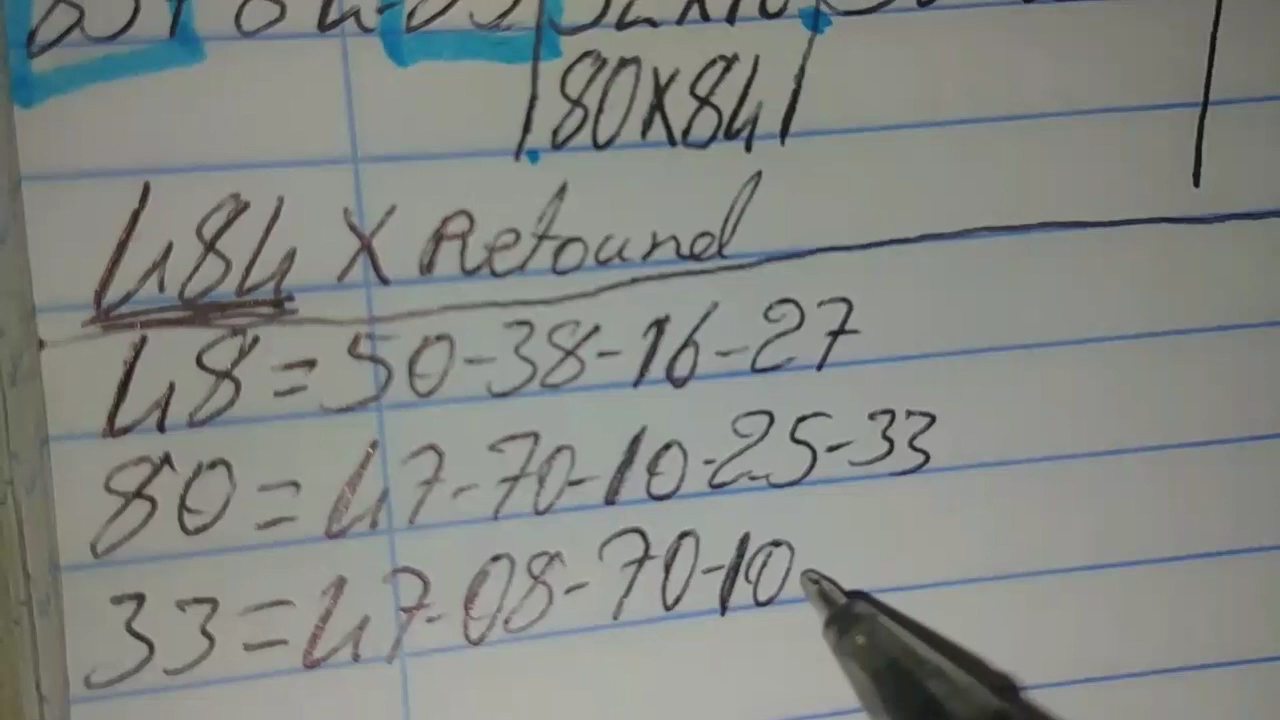 80X84
484 X Retound
48=50-38-16-27
80=47-70-10-25-33
33=47-08-70-10